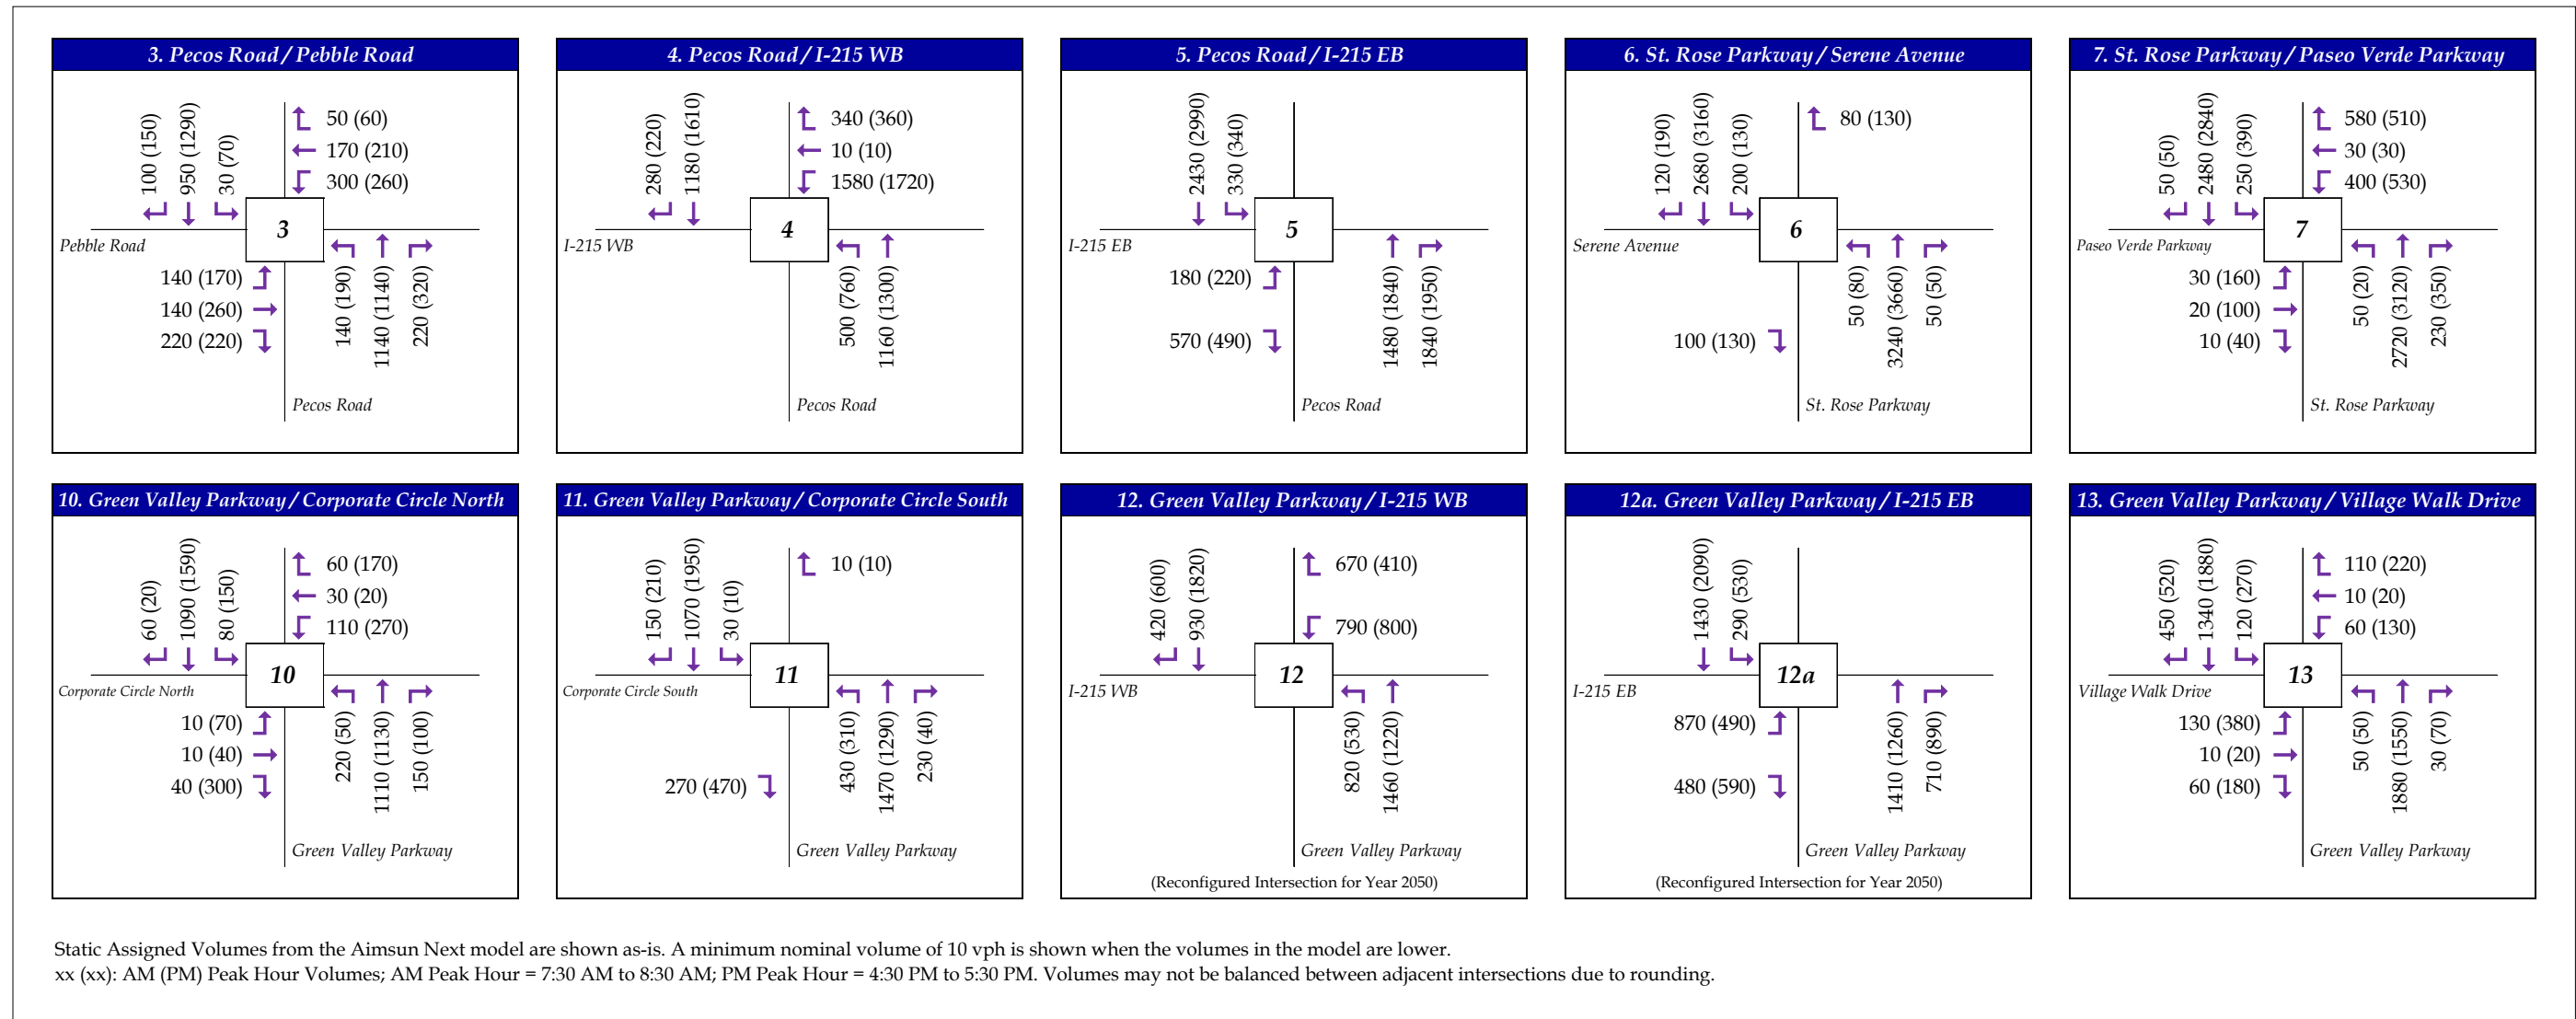 3. Pecos Road / Pebble Road
100 (150)
950 (1290)
30 (70)
50 (60)
170 (210)
300 (260)
3
Pebble Road
140 (170)
140 (260)
220 (220)
140 (190)
1140 (1140)
220 (320)
Pecos Road
4. Pecos Road / I-215 WB
280 (220)
1180 (1610)
340 (360)
10 (10)
1580 (1720)
4
I-215 WB
500 (760)
1160 (1300)
Pecos Road
5. Pecos Road / I-215 EB
2430 (2990)
330 (340)
5
I-215 EB
180 (220)
570 (490)
1480 (1840)
1840 (1950)
Pecos Road
6. St. Rose Parkway / Serene Avenue
120 (190)
2680 (3160)
200 (130)
80 (130)
6
Serene Avenue
100 (130)
50 (80)
3240 (3660)
50 (50)
St. Rose Parkway
7. St. Rose Parkway / Paseo Verde Parkway
50 (50)
2480 (2840)
250 (390)
580 (510)
30 (30)
400 (530)
7
Paseo Verde Parkway
30 (160)
20 (100)
10 (40)
50 (20)
2720 (3120)
230 (350)
St. Rose Parkway
10. Green Valley Parkway / Corporate Circle North
60 (20)
1090 (1590)
80 (150)
60 (170)
30 (20)
110 (270)
10
Corporate Circle North
10 (70)
10 (40)
40 (300)
220 (50)
1110 (1130)
150 (100)
Green Valley Parkway
11. Green Valley Parkway / Corporate Circle South
150 (210)
1070 (1950)
30 (10)
10 (10)
11
Corporate Circle South
270 (470)
430 (310)
1470 (1290)
230 (40)
Green Valley Parkway
12. Green Valley Parkway / I-215 WB
420 (600)
930 (1820)
670 (410)
790 (800)
12
I-215 WB
820 (530)
1460 (1220)
Green Valley Parkway
(Reconfigured Intersection for Year 2050)
12a. Green Valley Parkway / I-215 EB
1430 (2090)
290 (530)
12a
I-215 EB
870 (490)
480 (590)
1410 (1260)
710 (890)
Green Valley Parkway
(Reconfigured Intersection for Year 2050)
13. Green Valley Parkway / Village Walk Drive
450 (520)
1340 (1880)
120 (270)
110 (220)
10 (20)
60 (130)
13
Village Walk Drive
130 (380)
10 (20)
60 (180)
50 (50)
1880 (1550)
30 (70)
Green Valley Parkway
Static Assigned Volumes from the Aimsun Next model are shown as-is. A minimum nominal volume of 10 vph is shown when the volumes in the model are lower.
xx (xx): AM (PM) Peak Hour Volumes; AM Peak Hour = 7:30 AM to 8:30 AM; PM Peak Hour = 4:30 PM to 5:30 PM. Volumes may not be balanced between adjacent intersections due to rounding.